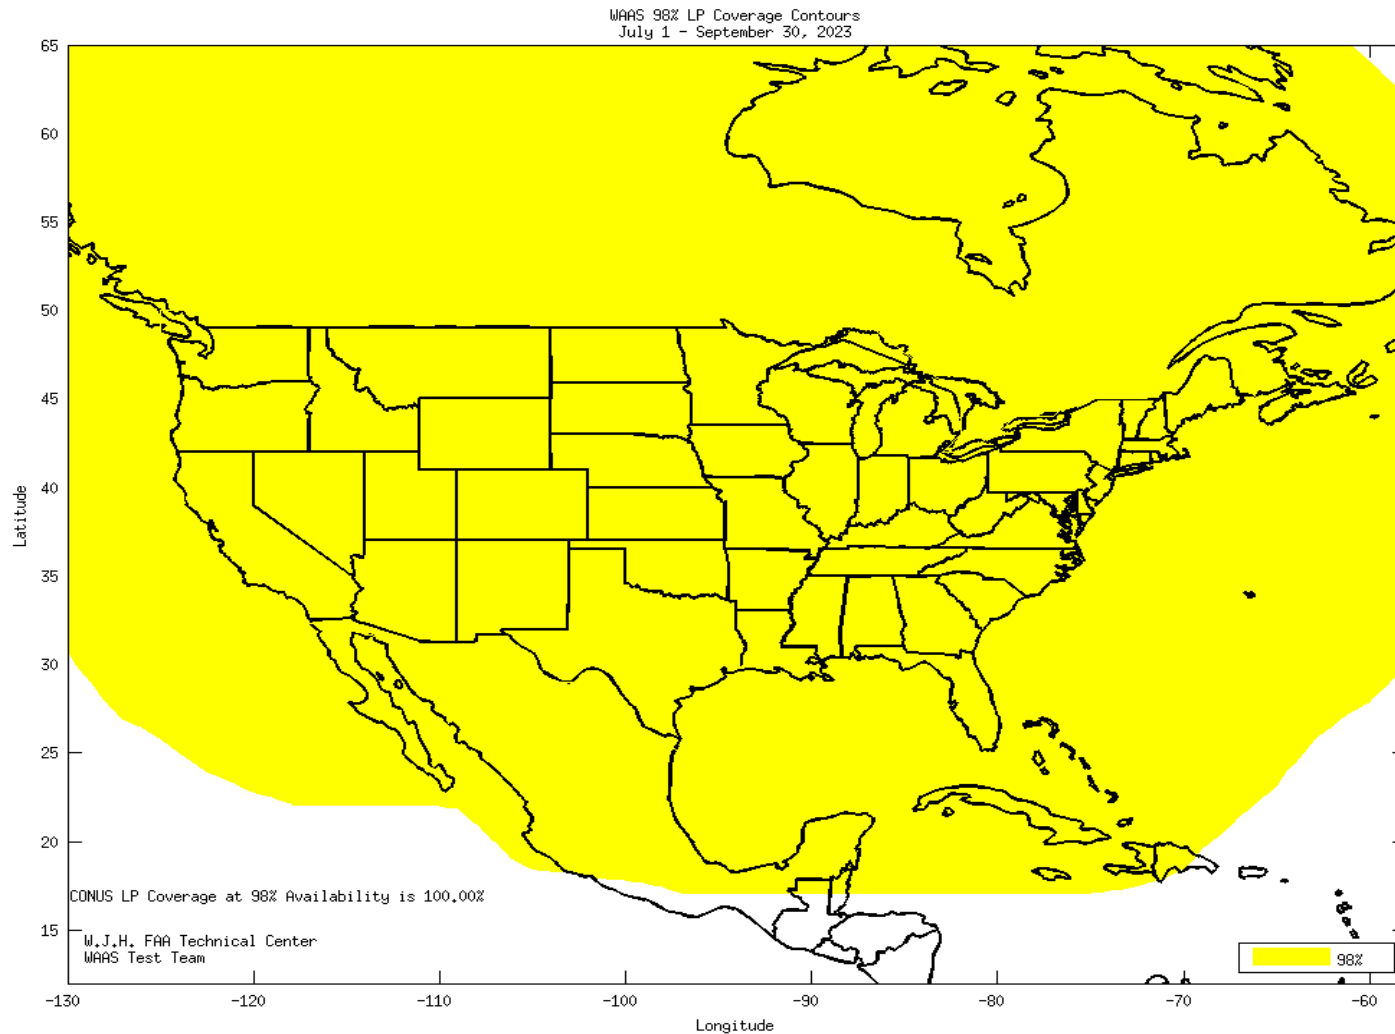 WAAS 98% LP Coverage Contours
July 1 - September 30, 2023
65
60
55
50
45
40
35
30
25
20
15
Latitude
CONUS LP Coverage at 98% Availability is 100.00%
W.J.H. FAA Technical Center
WAAS Test Team
98%
-130 -120 -110 -100 -90 -80 -70 -60
Longitude